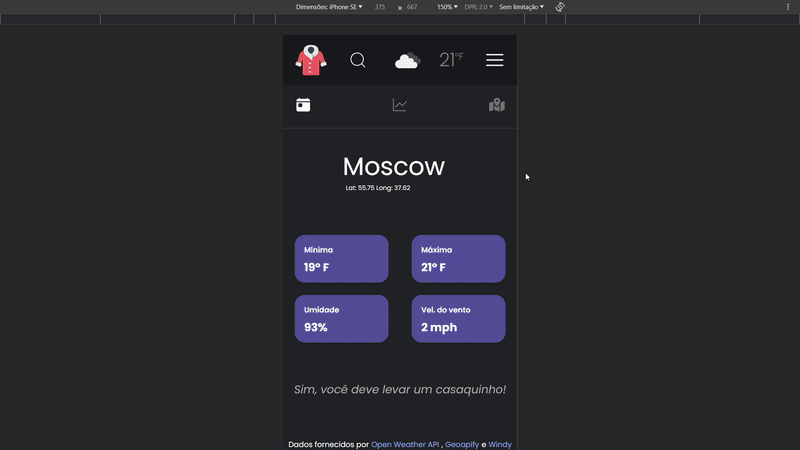 Dimensões: iPhone SE 375 × 667 150% DPR: 2.0 Sem limitação
21°F
Moscow
Lat: 55.75 Long: 37.62
Mínima
19° F
Máxima
21° F
Umidade
93%
Vel. do vento
2 mph
Sim, você deve levar um casaquinho!
Dados fornecidos por Open Weather API , Geoapify e Windy